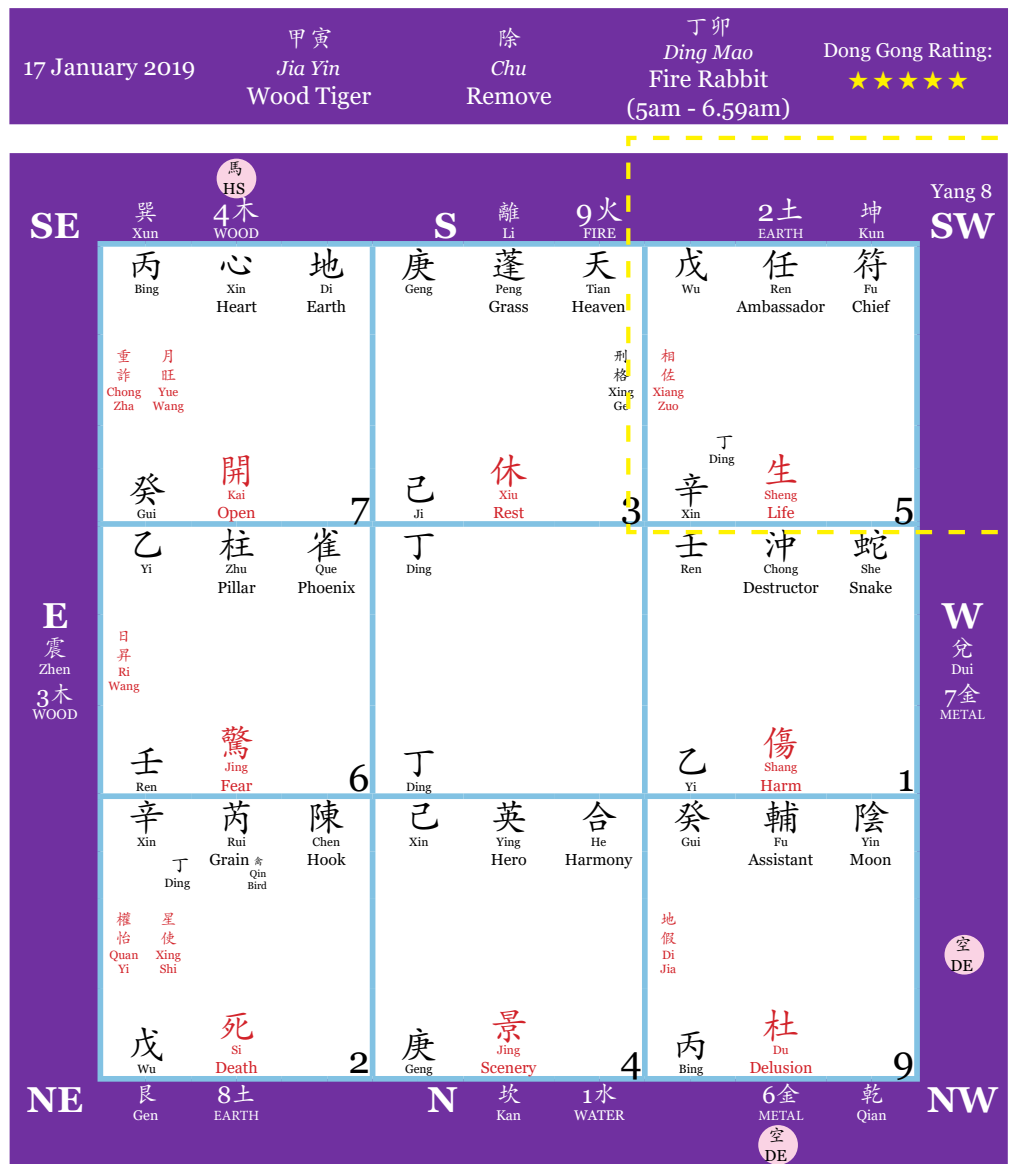 17 January 2019
甲寅
Jia Yin
Wood Tiger
除
Chu
Remove
丁卯
Ding Mao
Fire Rabbit
(5am - 6.59am)
Dong Gong Rating:
★★★★★
馬
HS
SE
巽
Xun
4木
WOOD
S
離
Li
9火
FIRE
2土
EARTH
坤
Kun
Yang 8
SW
丙
Bing
心
Xin
Heart
地
Di
Earth
重
詐
Chong
Zha
月
旺
Yue
Wang
癸
Gui
開
Kai
Open
7
庚
Geng
蓬
Peng
Grass
天
Tian
Heaven
刑
格
Xing
Ge
己
Ji
休
Xiu
Rest
3
戊
Wu
任
Ren
Ambassador
符
Fu
Chief
相
佐
Xiang
Zuo
丁
Ding
辛
Xin
生
Sheng
Life
5
E
震
Zhen
3木
WOOD
乙
Yi
柱
Zhu
Pillar
雀
Que
Phoenix
日
昇
Ri
Wang
壬
Ren
驚
Jing
Fear
6
丁
Ding
丁
Ding
壬
Ren
沖
Chong
Destructor
蛇
She
Snake
乙
Yi
傷
Shang
Harm
1
W
兌
Dui
7金
METAL
辛
Xin
芮
Rui
Grain
禽
Qin
Bird
陳
Chen
Hook
丁
Ding
權
怡
Quan
Yi
星
使
Xing
Shi
戊
Wu
死
Si
Death
2
己
Xin
英
Ying
Hero
合
He
Harmony
庚
Geng
景
Jing
Scenery
4
癸
Gui
輔
Fu
Assistant
陰
Yin
Moon
地
假
Di
Jia
丙
Bing
杜
Du
Delusion
9
空
DE
NE
艮
Gen
8土
EARTH
N
坎
Kan
1水
WATER
6金
METAL
乾
Qian
NW
空
DE